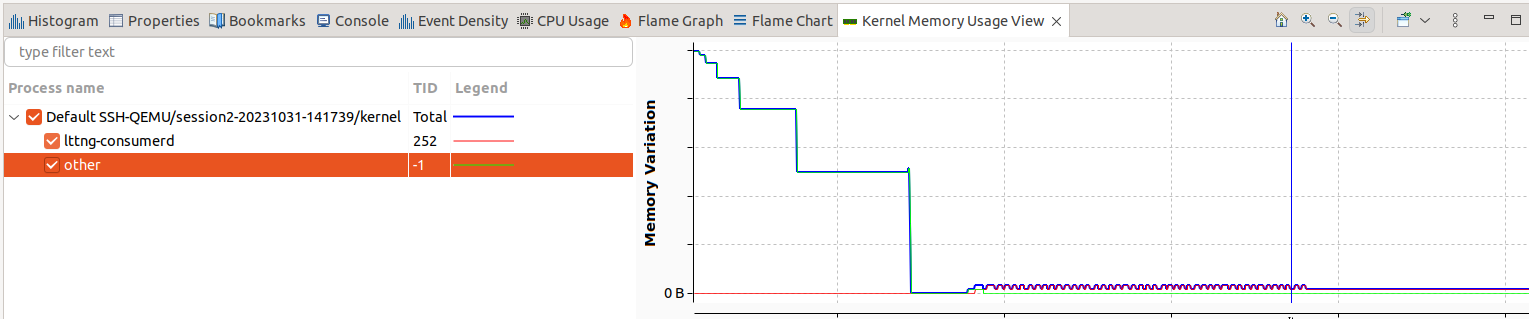 Histogram Properties Bookmarks Console Event Density CPU Usage Flame Graph Flame Chart Kernel Memory Usage View
type filter text
Process name TID Legend
Default SSH-QEMU/session2-20231031-141739/kernel Total
lttng-consumerd 252
other -1
Memory Variation
0 B